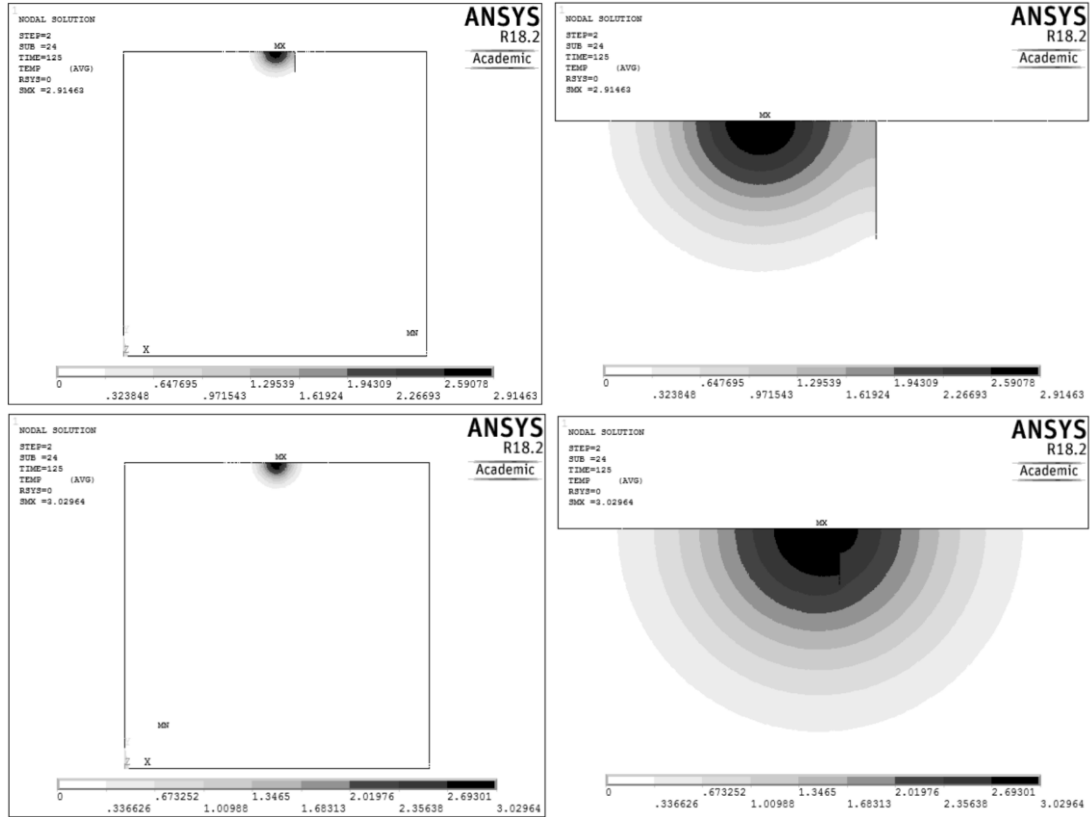 1
NODAL SOLUTION
STEP=2
SUB =24
TIME=125
TEMP (AVG)
RSYS=0
SMX =2.91463
ANSYS
R18.2
Academic
MX
MN
Y
Z X
0 .647695 1.29539 1.94309 2.59078
.323848 .971543 1.61924 2.26693 2.91463
1
NODAL SOLUTION
STEP=2
SUB =24
TIME=125
TEMP (AVG)
RSYS=0
SMX =2.91463
ANSYS
R18.2
Academic
MX
0 .647695 1.29539 1.94309 2.59078
.323848 .971543 1.61924 2.26693 2.91463
1
NODAL SOLUTION
STEP=2
SUB =24
TIME=125
TEMP (AVG)
RSYS=0
SMX =3.02964
ANSYS
R18.2
Academic
MX
MN
Y
Z X
0 .673252 1.3465 2.01976 2.69301
.336626 1.00988 1.68313 2.35638 3.02964
1
NODAL SOLUTION
STEP=2
SUB =24
TIME=125
TEMP (AVG)
RSYS=0
SMX =3.02964
ANSYS
R18.2
Academic
MX
0 .673252 1.3465 2.01976 2.69301
.336626 1.00988 1.68313 2.35638 3.02964